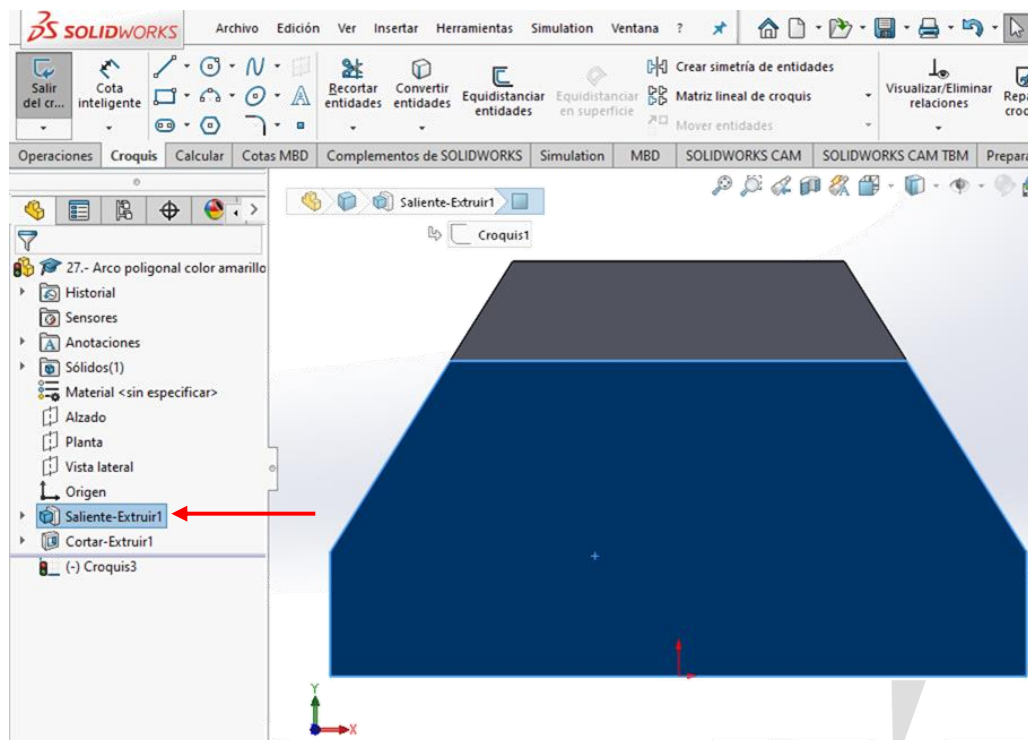 SOLIDWORKS Archivo Edición Ver Insertar Herramientas Simulation Ventana ?
Salir del cr...
Cota inteligente
Recortar entidades
Convertir entidades
Equidistanciar entidades
Equidistanciar en superficie
Crear simetría de entidades
Matriz lineal de croquis
Mover entidades
Visualizar/Eliminar relaciones
Repa
croq
Operaciones Croquis Calcular Cotas MBD Complementos de SOLIDWORKS Simulation MBD SOLIDWORKS CAM SOLIDWORKS CAM TBM Prepara
Saliente-Extruir1
Croquis1
27.- Arco poligonal color amarillo
Historial
Sensores
Anotaciones
Sólidos(1)
Material <sin especificar>
Alzado
Planta
Vista lateral
Origen
Saliente-Extruir1
Cortar-Extruir1
(-) Croquis3
Y
X